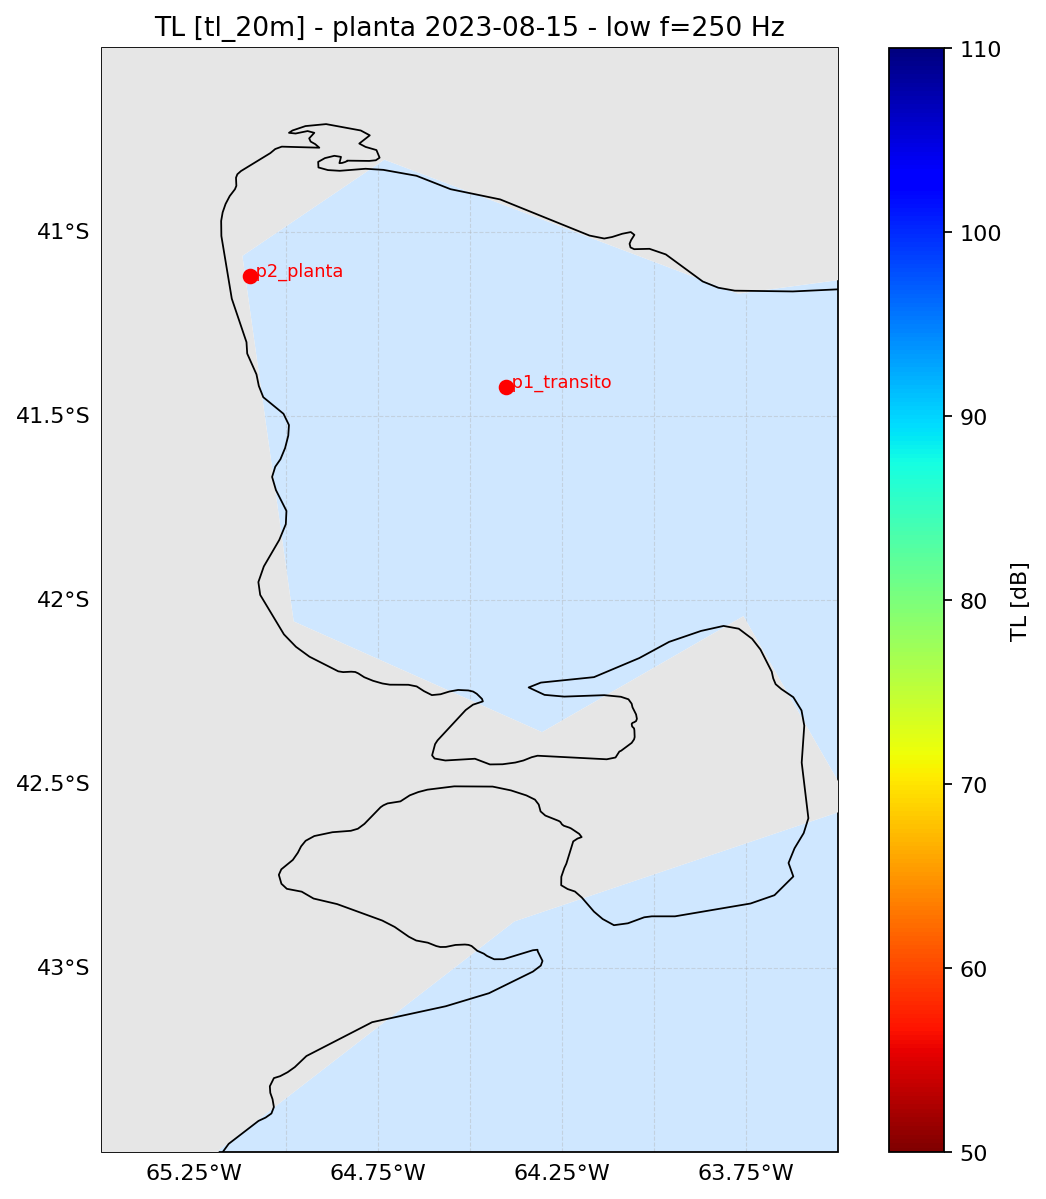 TL [tl_20m] - planta 2023-08-15 - low f=250 Hz
p2_planta
p1_transito
41°S
41.5°S
42°S
42.5°S
43°S
65.25°W 64.75°W 64.25°W 63.75°W
110
100
90
80
70
60
50
TL [dB]